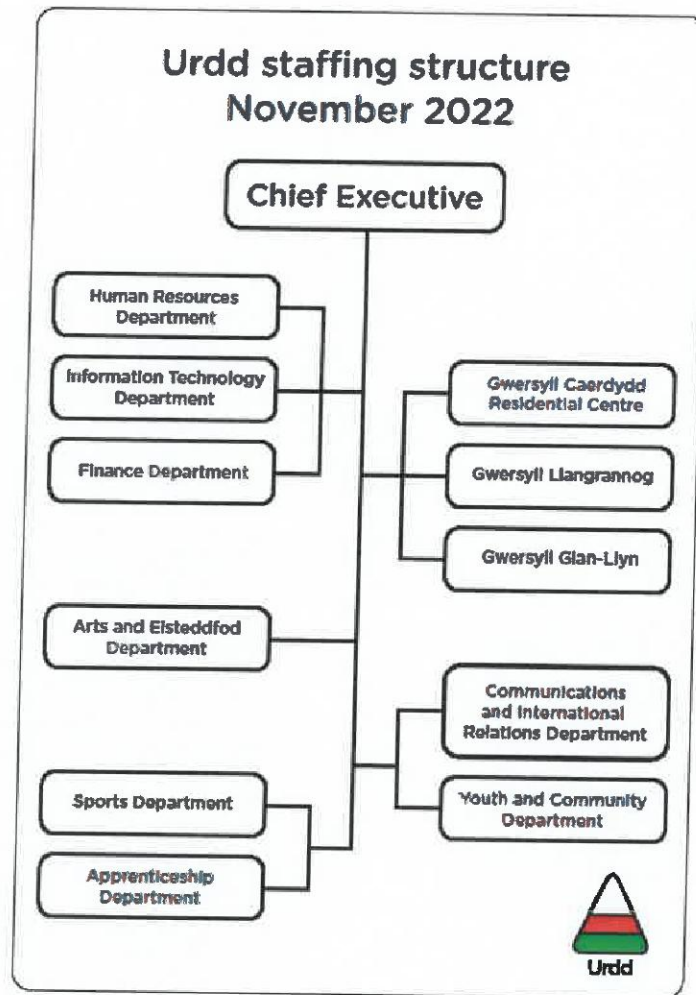 Urdd staffing structure
November 2022
Chief Executive
Human Resources
Department
Information Technology
Department
Finance Department
Gwersyll Caerdydd
Residential Centre
Gwersyll Llangrannog
Gwersyll Glan-Llyn
Arts and Eisteddfod
Department
Communications
and International
Relations Department
Youth and Community
Department
Sports Department
Apprenticeship
Department
Urdd